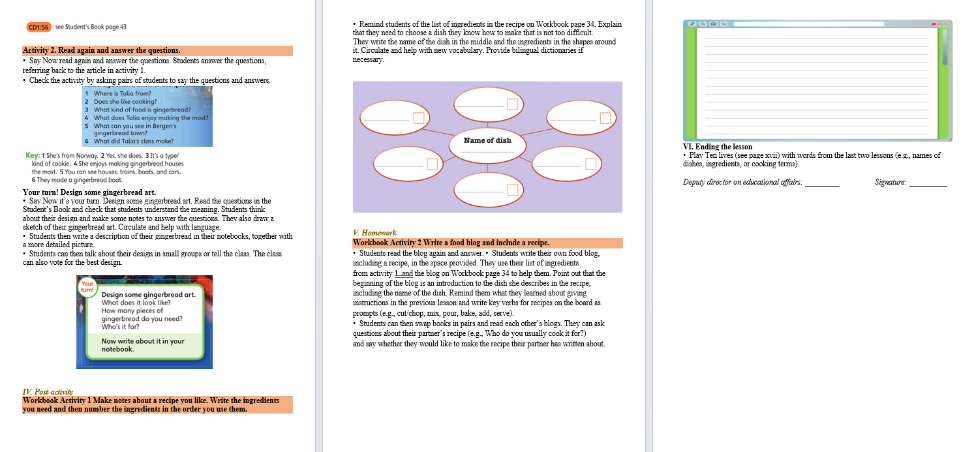 CD1:56 : see Student's Book page 43
Activity 2. Read again and answer the questions.
• Say Now read again and answer the questions. Students answer the questions,
referring back to the article in activity 1.
• Check the activity by asking pairs of students to say the questions and answers.
1 Where is Talia from?
2 Does she like cooking?
3 What kind of food is gingerbread?
4 What does Talia enjoy making the most?
5 What can you see in Bergen's
gingerbread town?
6 What did Talia's class make?
Key: 1 She's from Norway. 2 Yes, she does. 3 It's a type/
kind of cookie. 4 She enjoys making gingerbread houses
the most. 5 You can see houses, trains, boats, and cars.
6 They made a gingerbread boat.
Your turn! Design some gingerbread art.
• Say Now it's your turn. Design some gingerbread art. Read the questions in the
Student's Book and check that students understand the meaning. Students think
about their design and make some notes to answer the questions. They also draw a
sketch of their gingerbread art. Circulate and help with language.
• Students then write a description of their gingerbread in their notebooks, together with
a more detailed picture.
• Students can then talk about their design in small groups or tell the class. The class
can also vote for the best design.
Your
turn!
Design some gingerbread art.
What does it look like?
How many pieces of
gingerbread do you need?
Who's it for?
Now write about it in your
notebook.
IV. Post-activity
Workbook Activity 1 Make notes about a recipe you like. Write the ingredients
you need and then number the ingredients in the order you use them.
• Remind students of the list of ingredients in the recipe on Workbook page 34. Explain
that they need to choose a dish they know how to make that is not too difficult.
They write the name of the dish in the middle and the ingredients in the shapes around
it. Circulate and help with new vocabulary. Provide bilingual dictionaries if
necessary.
Name of dish
V. Homework
Workbook Activity 2 Write a food blog and include a recipe.
• Students read the blog again and answer. • Students write their own food blog,
including a recipe, in the space provided. They use their list of ingredients
from activity 1 and the blog on Workbook page 34 to help them. Point out that the
beginning of the blog is an introduction to the dish she describes in the recipe,
including the name of the dish. Remind them what they learned about giving
instructions in the previous lesson and write key verbs for recipes on the board as
prompts (e.g., cut/chop, mix, pour, bake, add, serve).
• Students can then swap books in pairs and read each other's blogs. They can ask
questions about their partner's recipe (e.g., Who do you usually cook it for?)
and say whether they would like to make the recipe their partner has written about.
VI. Ending the lesson
• Play Ten lives (see page xvii) with words from the last two lessons (e.g., names of
dishes, ingredients, or cooking terms).
Deputy director on educational affairs: ________ Signature: _________